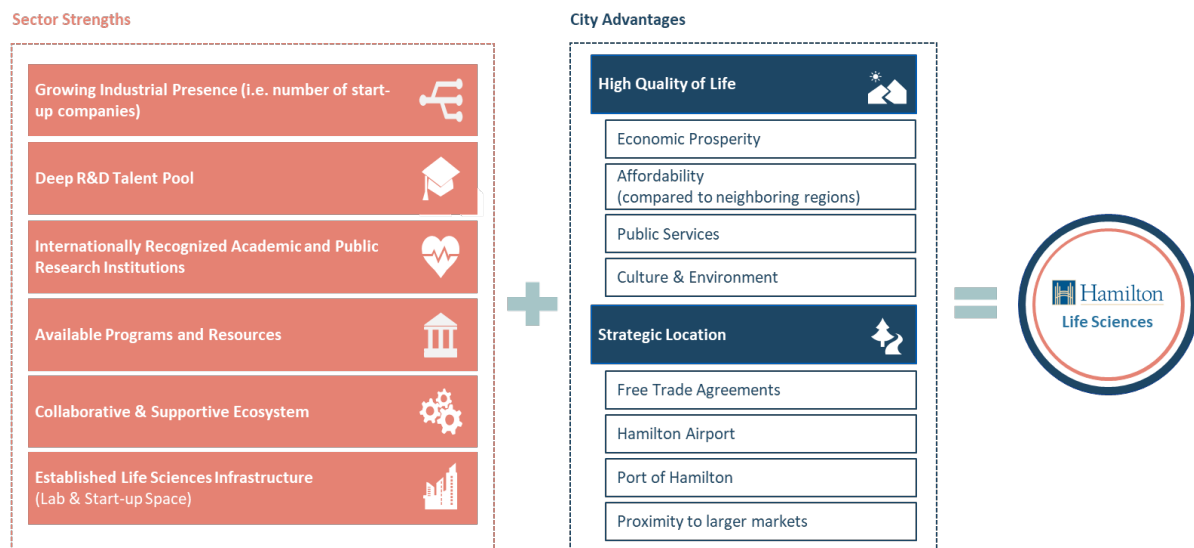 Sector Strengths
Growing Industrial Presence (i.e. number of start-
up companies)
Deep R&D Talent Pool
Internationally Recognized Academic and Public
Research Institutions
Available Programs and Resources
Collaborative & Supportive Ecosystem
Established Life Sciences Infrastructure
(Lab & Start-up Space)
City Advantages
High Quality of Life
Economic Prosperity
Affordability
(compared to neighboring regions)
Public Services
Culture & Environment
Strategic Location
Free Trade Agreements
Hamilton Airport
Port of Hamilton
Proximity to larger markets
Hamilton
Life Sciences